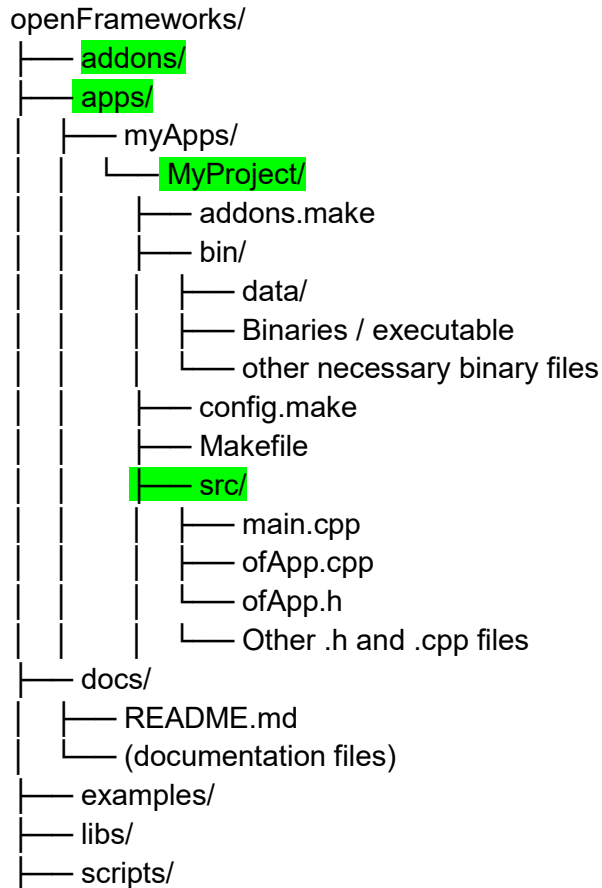 openFrameworks/
├── addons/
├── apps/
│   ├── myApps/
│   │   └── MyProject/
│   │       ├── addons.make
│   │       ├── bin/
│   │       │   ├── data/
│   │       │   ├── Binaries / executable
│   │       │   └── other necessary binary files
│   │       ├── config.make
│   │       ├── Makefile
│   │       ├── src/
│   │       │   ├── main.cpp
│   │       │   ├── ofApp.cpp
│   │       │   └── ofApp.h
│   │       │   └── Other .h and .cpp files
├── docs/
│   ├── README.md
│   └── (documentation files)
├── examples/
├── libs/
├── scripts/